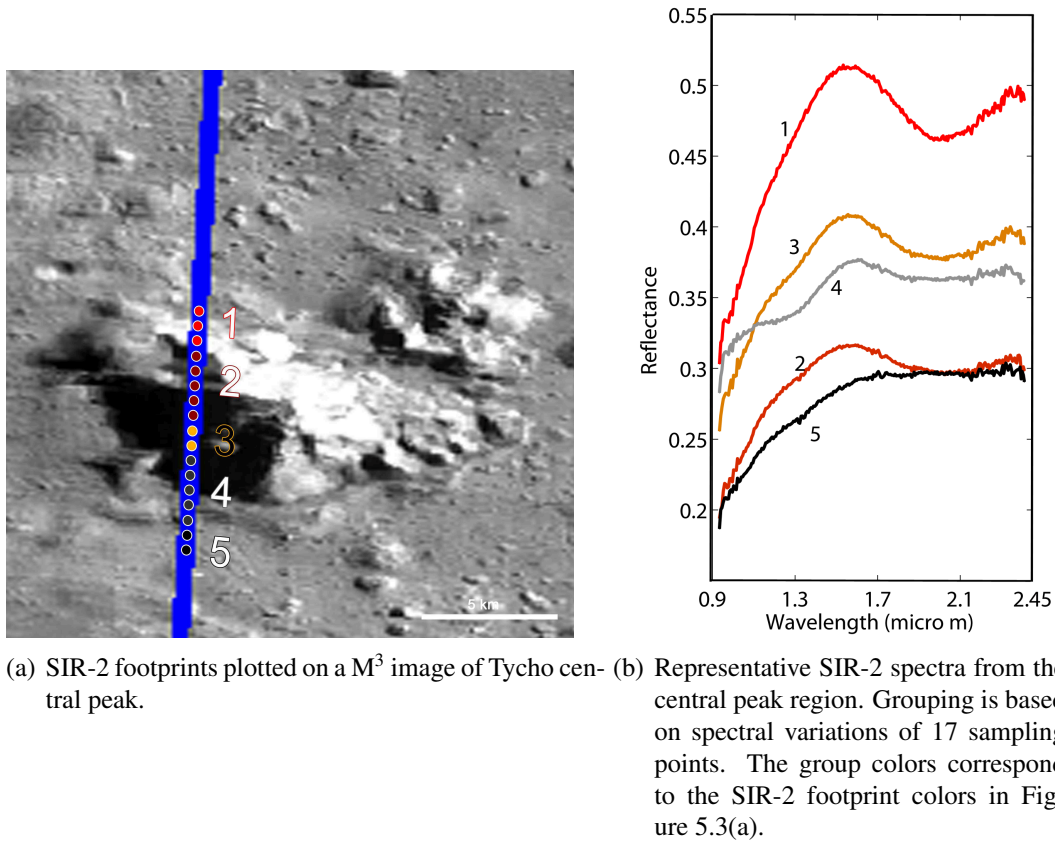 1
2
3
4
5
5 km
(a) SIR-2 footprints plotted on a M3 image of Tycho cen-
tral peak.
0.55
0.5
0.45
0.4
0.35
0.3
0.25
0.2
Reflectance
1
3
4
2
5
0.9 1.3 1.7 2.1 2.45
Wavelength (micro m)
(b) Representative SIR-2 spectra from the
central peak region. Grouping is based
on spectral variations of 17 sampling
points. The group colors correspond
to the SIR-2 footprint colors in Fig-
ure 5.3(a).